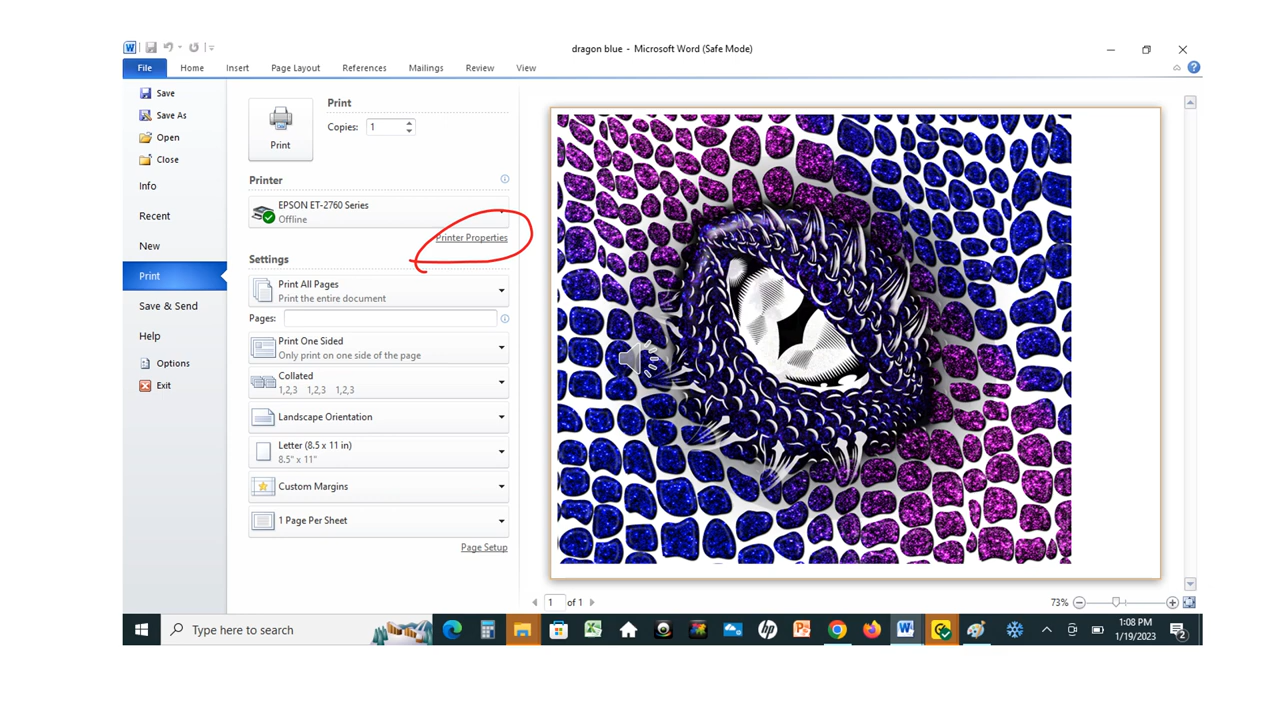 dragon blue - Microsoft Word (Safe Mode)
File Home Insert Page Layout References Mailings Review View
Save
Save As
Open
Close
Info
Recent
New
Print
Save & Send
Help
Options
Exit
Print
Print
Copies: 1
Printer
EPSON ET-2760 Series
Offline
Printer Properties
Settings
Print All Pages
Print the entire document
Pages:
Print One Sided
Only print on one side of the page
Collated
1,2,3 1,2,3 1,2,3
Landscape Orientation
Letter (8.5 x 11 in)
8.5" x 11"
Custom Margins
1 Page Per Sheet
Page Setup
1 of 1
73%
Type here to search
hp
1:08 PM
1/19/2023
2